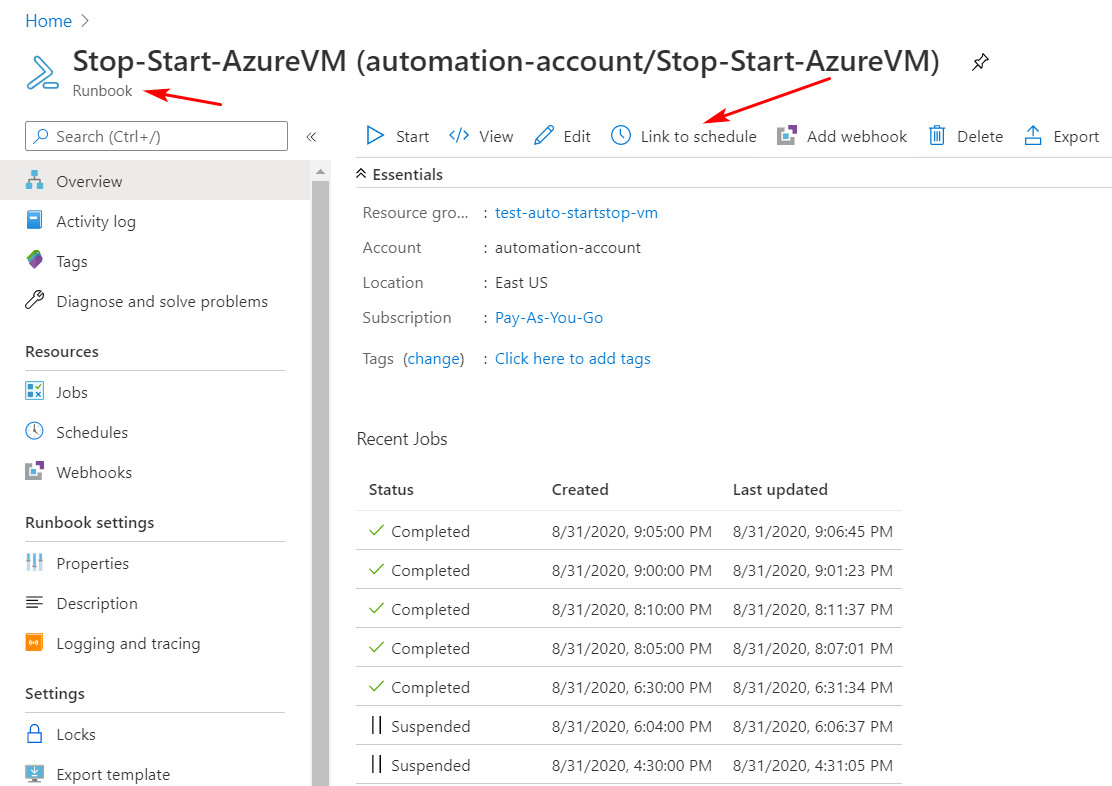 Home
Stop-Start-AzureVM (automation-account/Stop-Start-AzureVM)
Runbook
Search (Ctrl+/)
«
Overview
Activity log
Tags
Diagnose and solve problems
Resources
Jobs
Schedules
Webhooks
Runbook settings
Properties
Description
Logging and tracing
Settings
Locks
Export template
Start View Edit Link to schedule Add webhook Delete Export
Essentials
Resource gro... : test-auto-startstop-vm
Account : automation-account
Location : East US
Subscription : Pay-As-You-Go
Tags (change) : Click here to add tags
Recent Jobs
Status Created Last updated
Completed 8/31/2020, 9:05:00 PM 8/31/2020, 9:06:45 PM
Completed 8/31/2020, 9:00:00 PM 8/31/2020, 9:01:23 PM
Completed 8/31/2020, 8:10:00 PM 8/31/2020, 8:11:37 PM
Completed 8/31/2020, 8:05:00 PM 8/31/2020, 8:07:01 PM
Completed 8/31/2020, 6:30:00 PM 8/31/2020, 6:31:34 PM
Suspended 8/31/2020, 6:04:00 PM 8/31/2020, 6:06:37 PM
Suspended 8/31/2020, 4:30:00 PM 8/31/2020, 4:31:05 PM